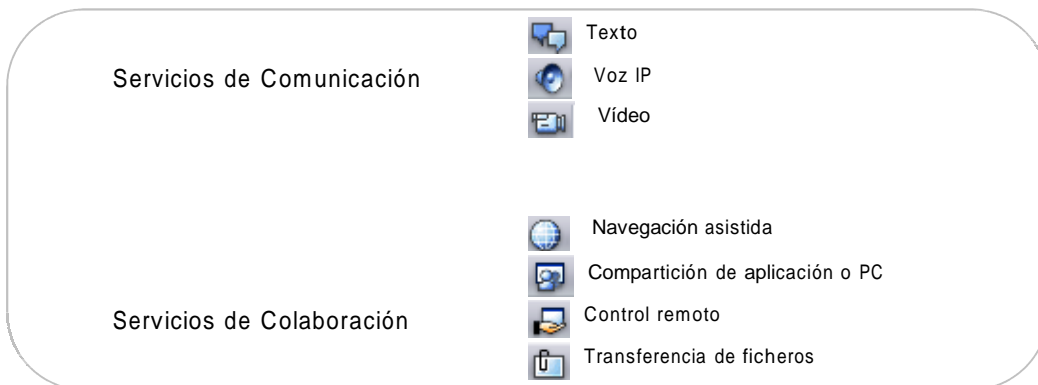 Servicios de Comunicación
Texto
Voz IP
Vídeo
Servicios de Colaboración
Navegación asistida
Compartición de aplicación o PC
Control remoto
Transferencia de ficheros